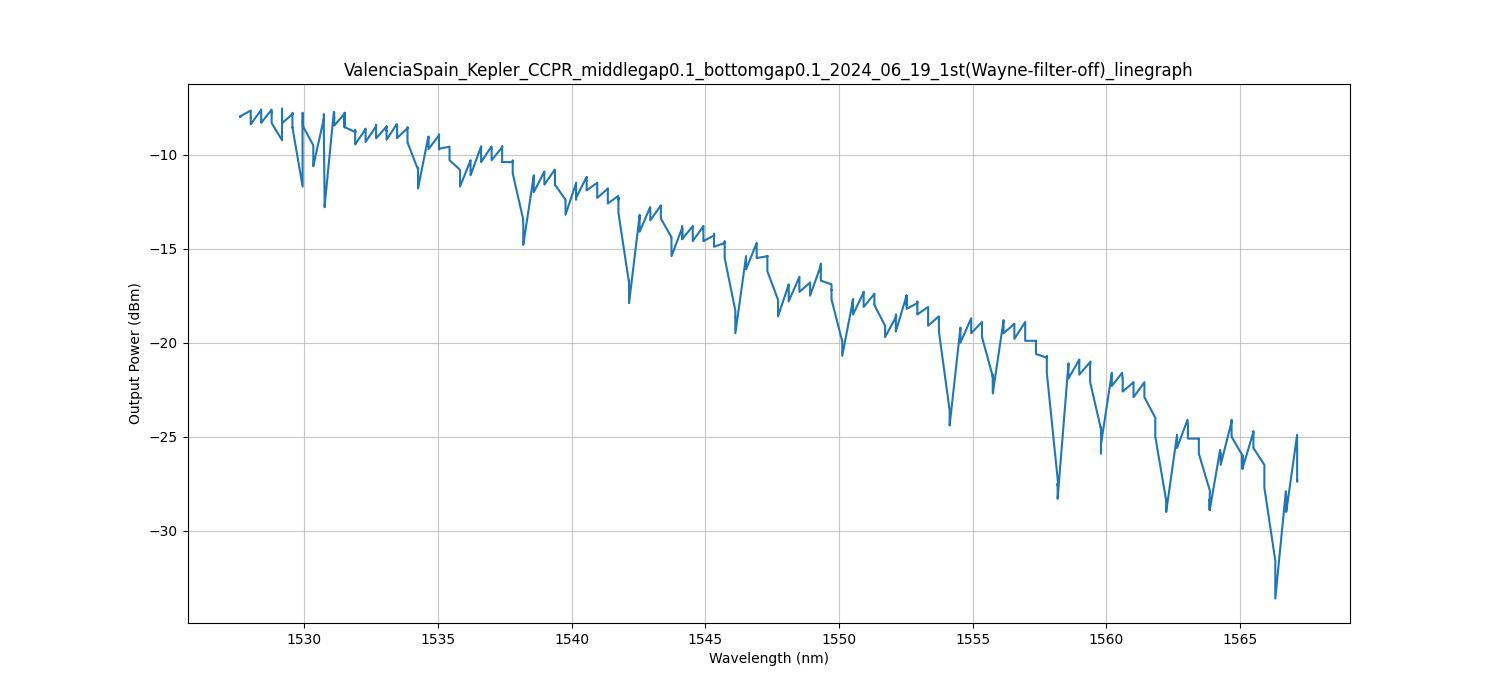 ValenciaSpain_Kepler_CCPR_middlegap0.1_bottomgap0.1_2024_06_19_1st(Wayne-filter-off)_linegraph
Output Power (dBm)
−10
−15
−20
−25
−30
1530 1535 1540 1545 1550 1555 1560 1565
Wavelength (nm)